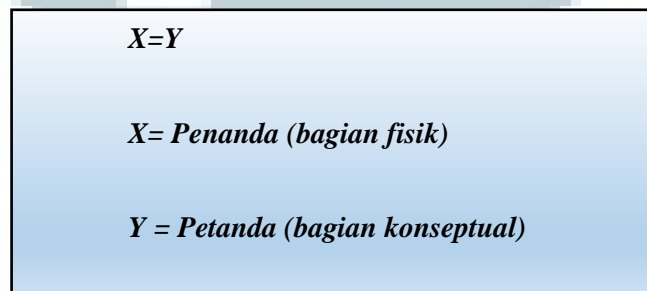 X=Y
X= Penanda (bagian fisik)
Y = Petanda (bagian konseptual)